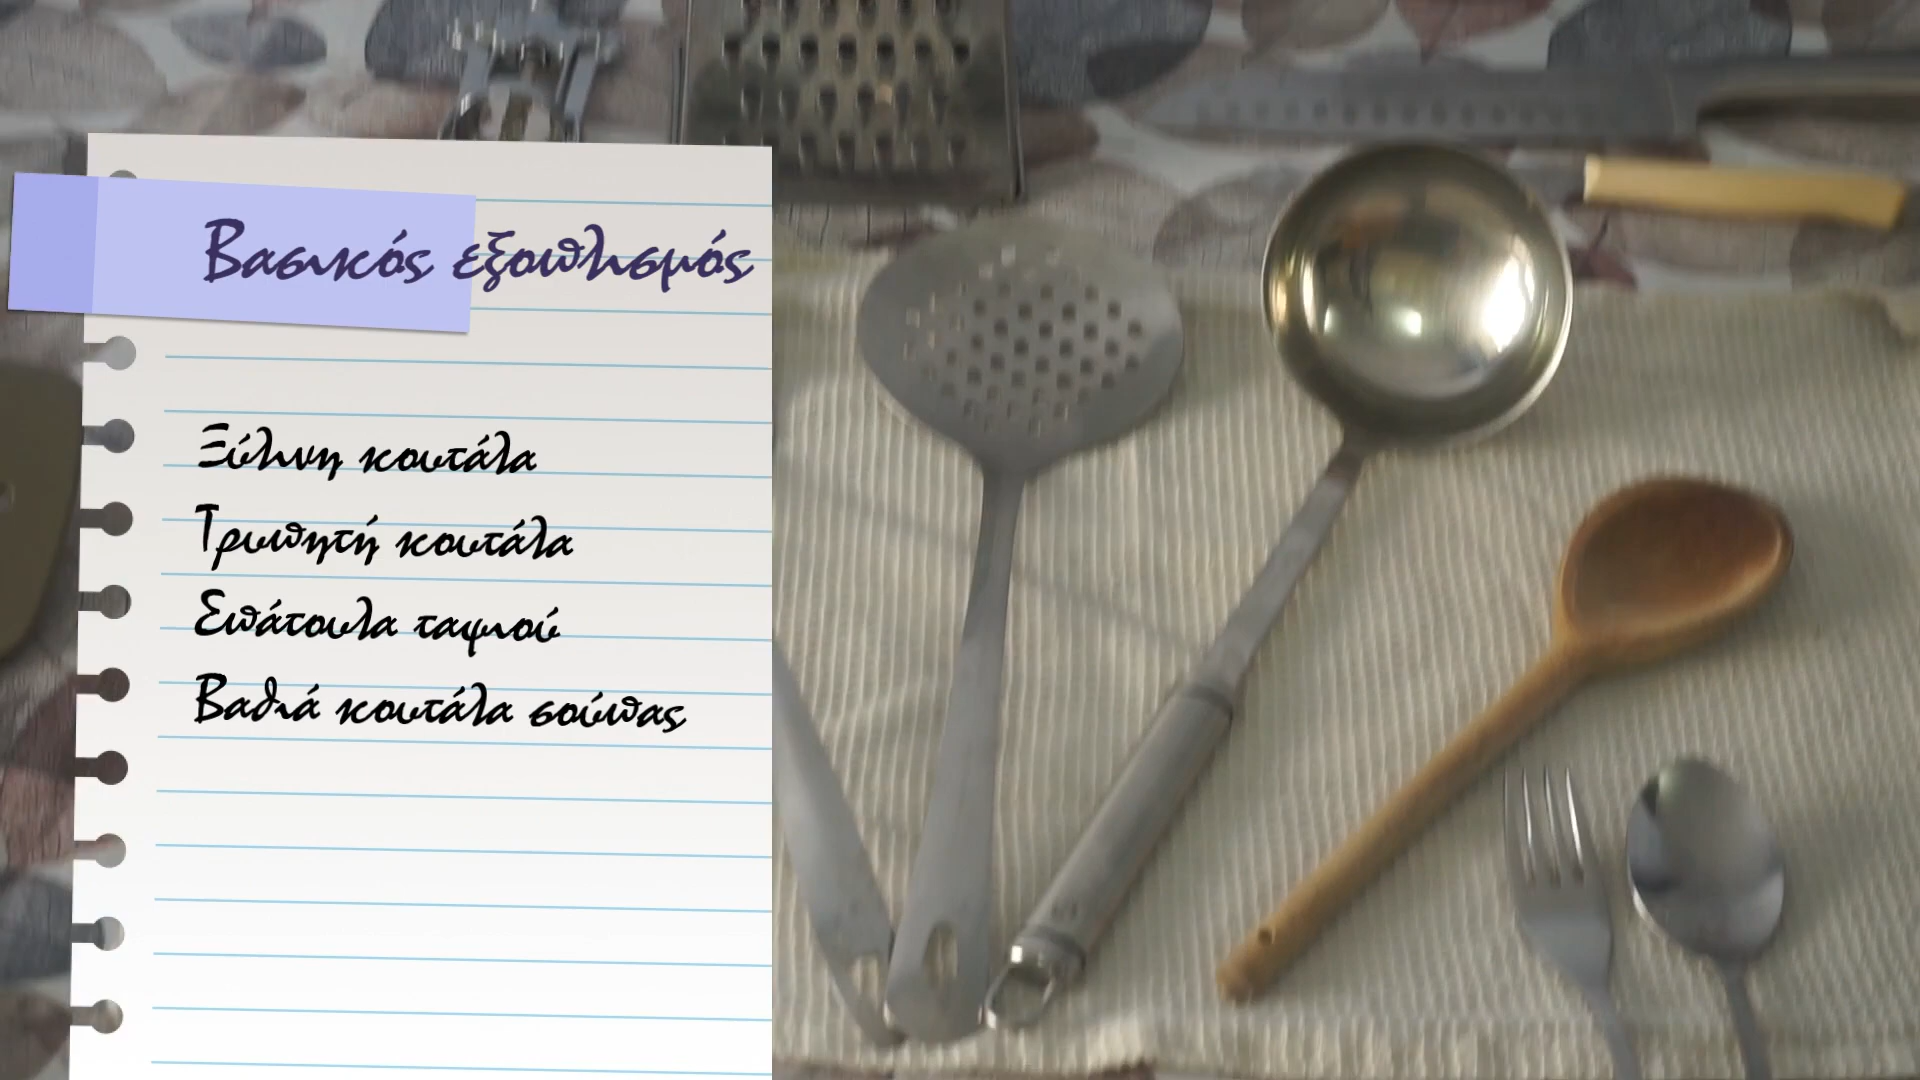 Βασικός εξοπλισμός
Ξύλινη κουτάλα
Τρυπητή κουτάλα
Σπάτουλα ταψιού
Βαθιά κουτάλα σούπας